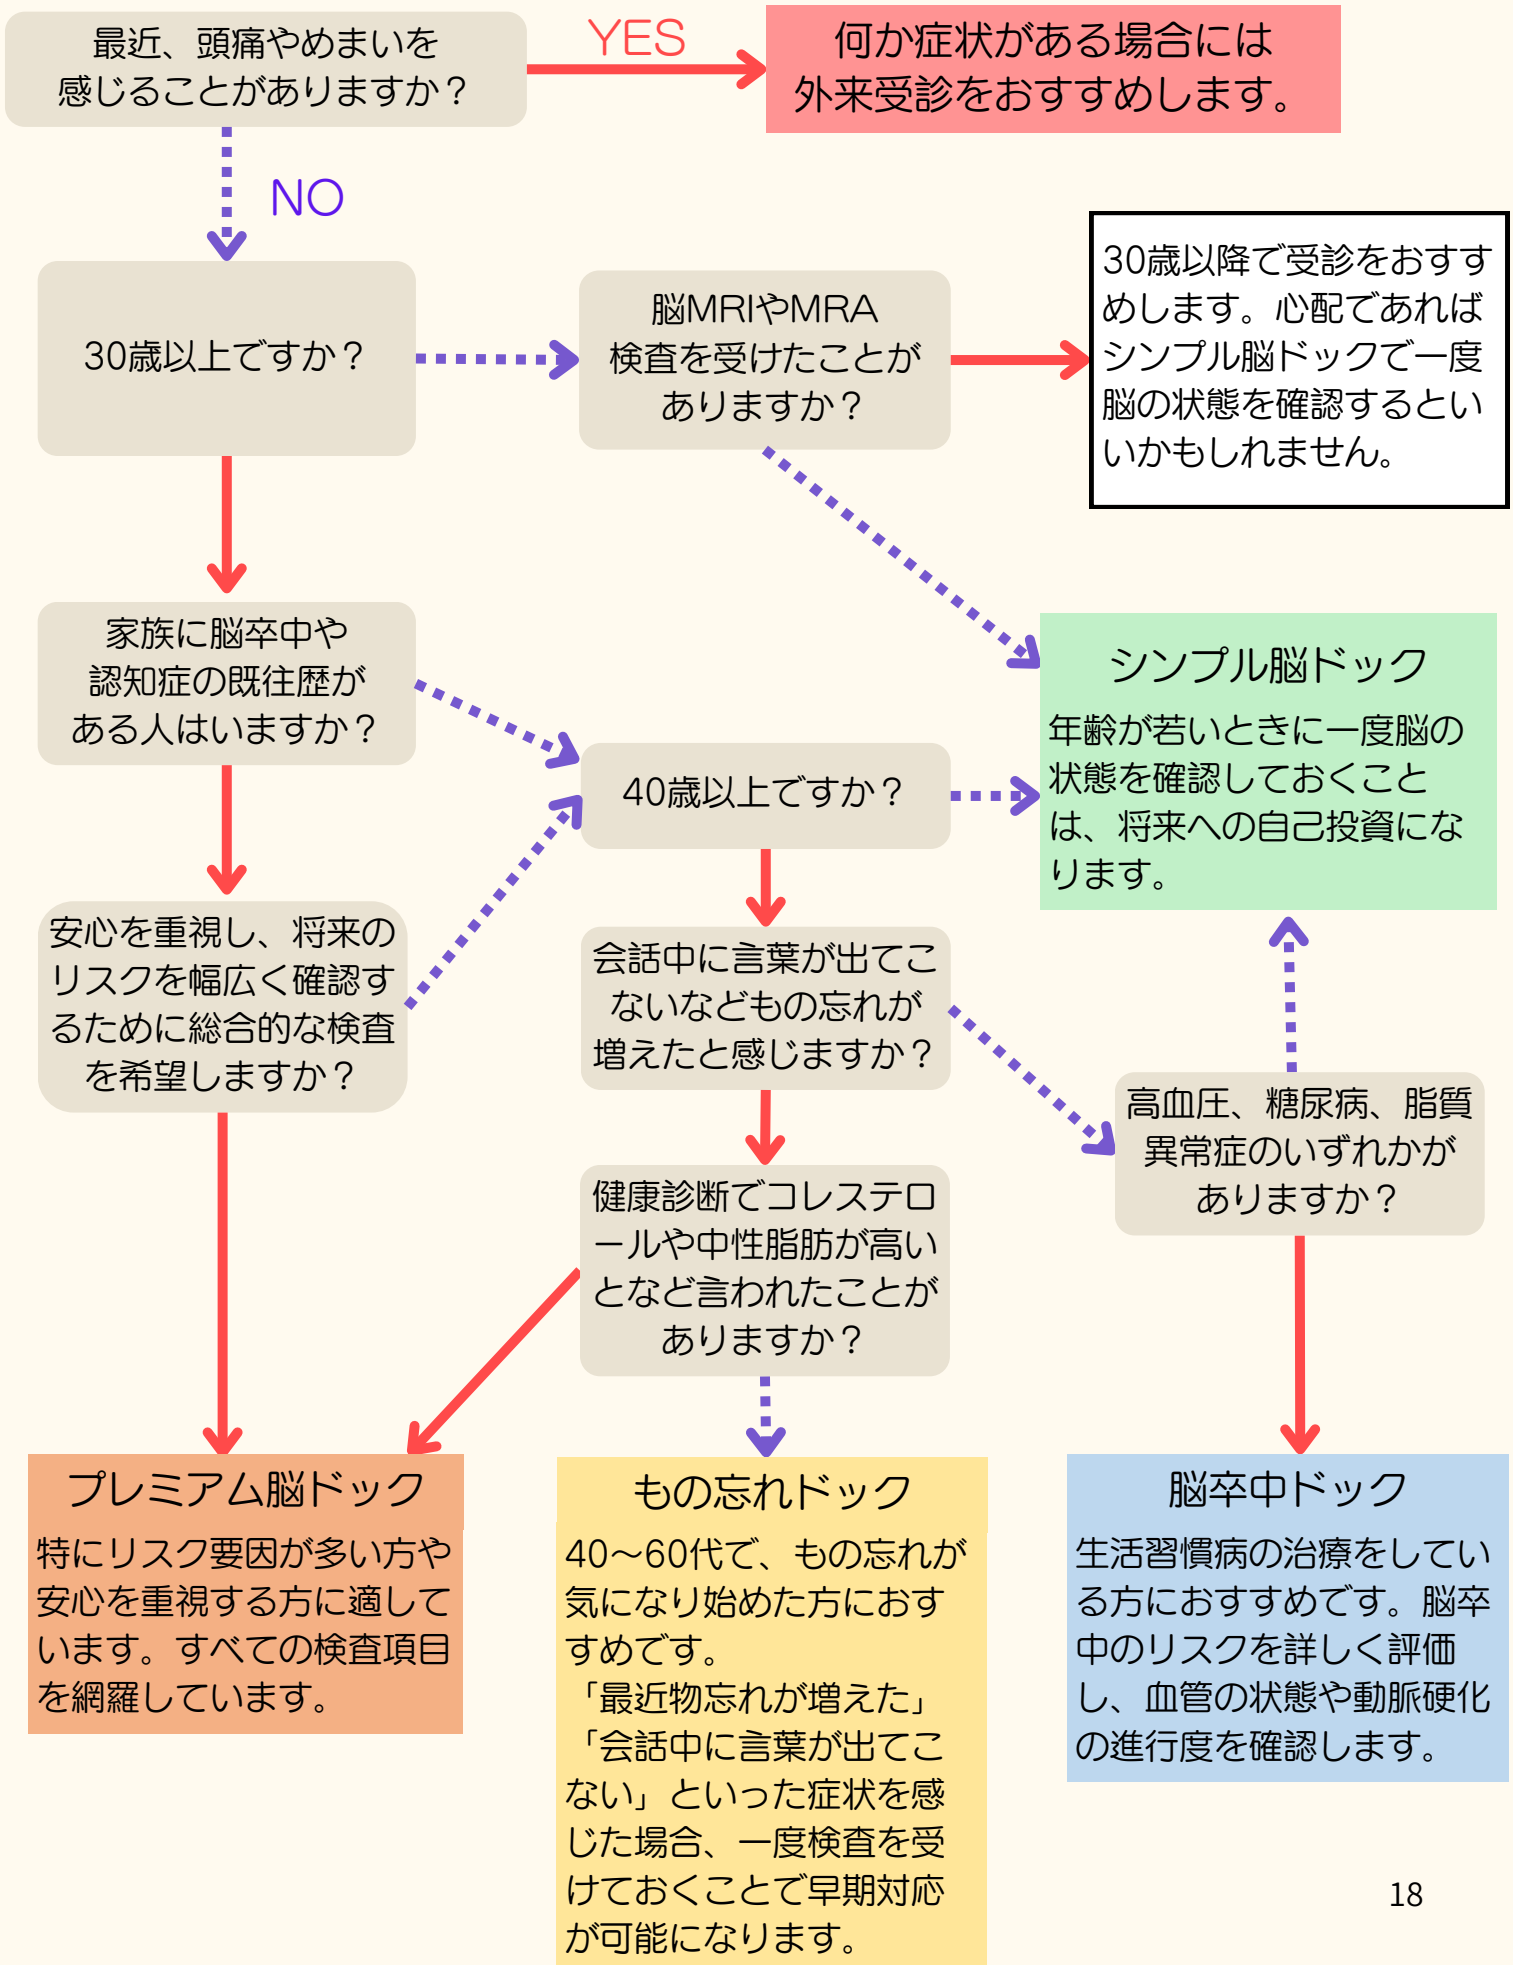 最近、頭痛やめまいを
感じることがありますか？
YES
何か症状がある場合には
外来受診をおすすめします。
NO
30歳以上ですか？
脳MRIやMRA
検査を受けたことが
ありますか？
30歳以降で受診をおすす
めします。心配であれば
シンプル脳ドックで一度
脳の状態を確認するとい
いかもしれません。
家族に脳卒中や
認知症の既往歴が
ある人はいますか？
40歳以上ですか？
シンプル脳ドック
年齢が若いときに一度脳の
状態を確認しておくこと
は、将来への自己投資にな
ります。
安心を重視し、将来の
リスクを幅広く確認す
るために総合的な検査
を希望しますか？
会話中に言葉が出てこ
ないなどもの忘れが
増えたと感じますか？
高血圧、糖尿病、脂質
異常症のいずれかが
ありますか？
健康診断でコレステロ
ールや中性脂肪が高い
となど言われたことが
ありますか？
プレミアム脳ドック
特にリスク要因が多い方や
安心を重視する方に適して
います。すべての検査項目
を網羅しています。
もの忘れドック
40〜60代で、もの忘れが
気になり始めた方におす
すめです。
「最近物忘れが増えた」
「会話中に言葉が出てこ
ない」といった症状を感
じた場合、一度検査を受
けておくことで早期対応
が可能になります。
脳卒中ドック
生活習慣病の治療をしてい
る方におすすめです。脳卒
中のリスクを詳しく評価
し、血管の状態や動脈硬化
の進行度を確認します。
18